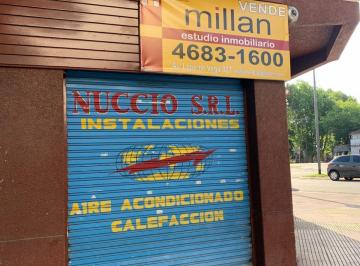 VENDE
millan
estudio inmobiliario
4683-1600
NUCCIO S.R.L.
INSTALACIONES
AIRE ACONDICIONADO
CALEFACCION